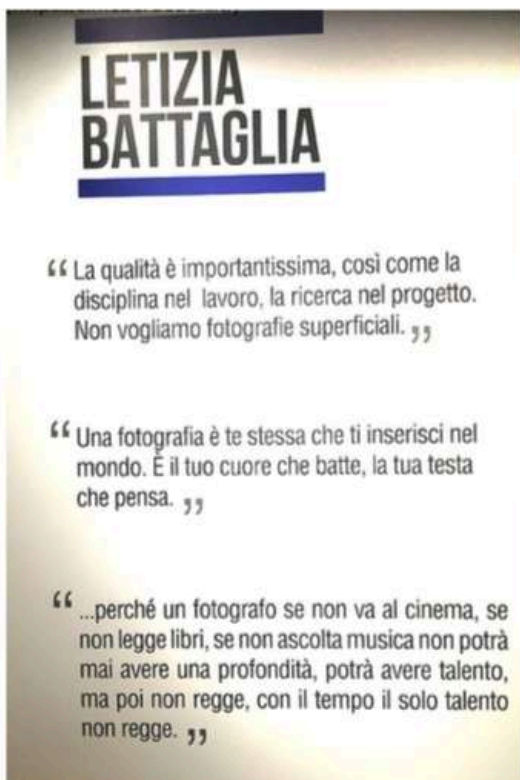 LETIZIA
BATTAGLIA
“ La qualità è importantissima, così come la
disciplina nel lavoro, la ricerca nel progetto.
Non vogliamo fotografie superficiali. ”
“ Una fotografia è te stessa che ti inserisci nel
mondo. È il tuo cuore che batte, la tua testa
che pensa. ”
“ ...perché un fotografo se non va al cinema, se
non legge libri, se non ascolta musica non potrà
mai avere una profondità, potrà avere talento,
ma poi non regge, con il tempo il solo talento
non regge. ”